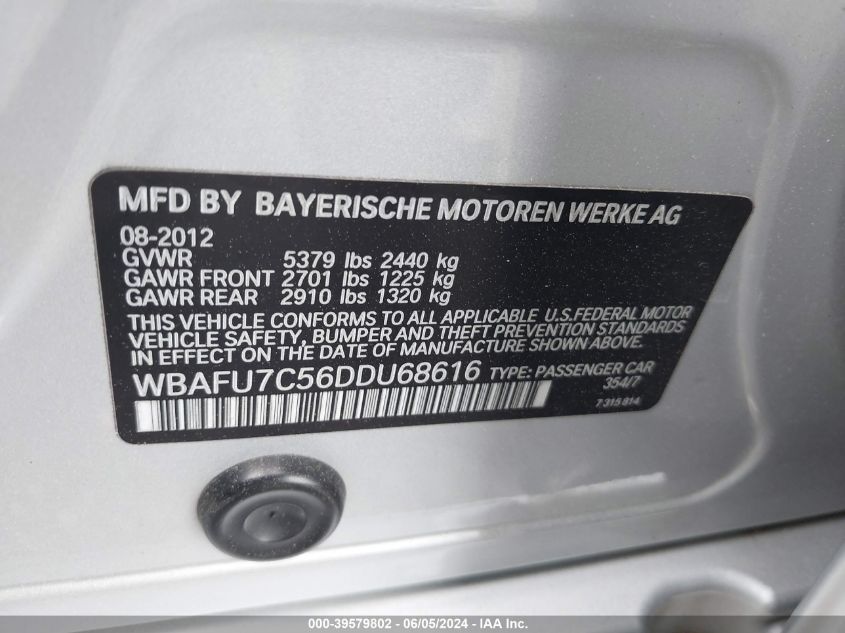 MFD BY BAYERISCHE MOTOREN WERKE AG
08-2012
GVWR 5379 lbs 2440 kg
GAWR FRONT 2701 lbs 1225 kg
GAWR REAR 2910 lbs 1320 kg
THIS VEHICLE CONFORMS TO ALL APPLICABLE U.S.FEDERAL MOTOR
VEHICLE SAFETY, BUMPER AND THEFT PREVENTION STANDARDS
IN EFFECT ON THE DATE OF MANUFACTURE SHOWN ABOVE.
WBAFU7C56DDU68616 TYPE: PASSENGER CAR
354/7
7315814
000-39579802 - 06/05/2024 - IAA Inc.